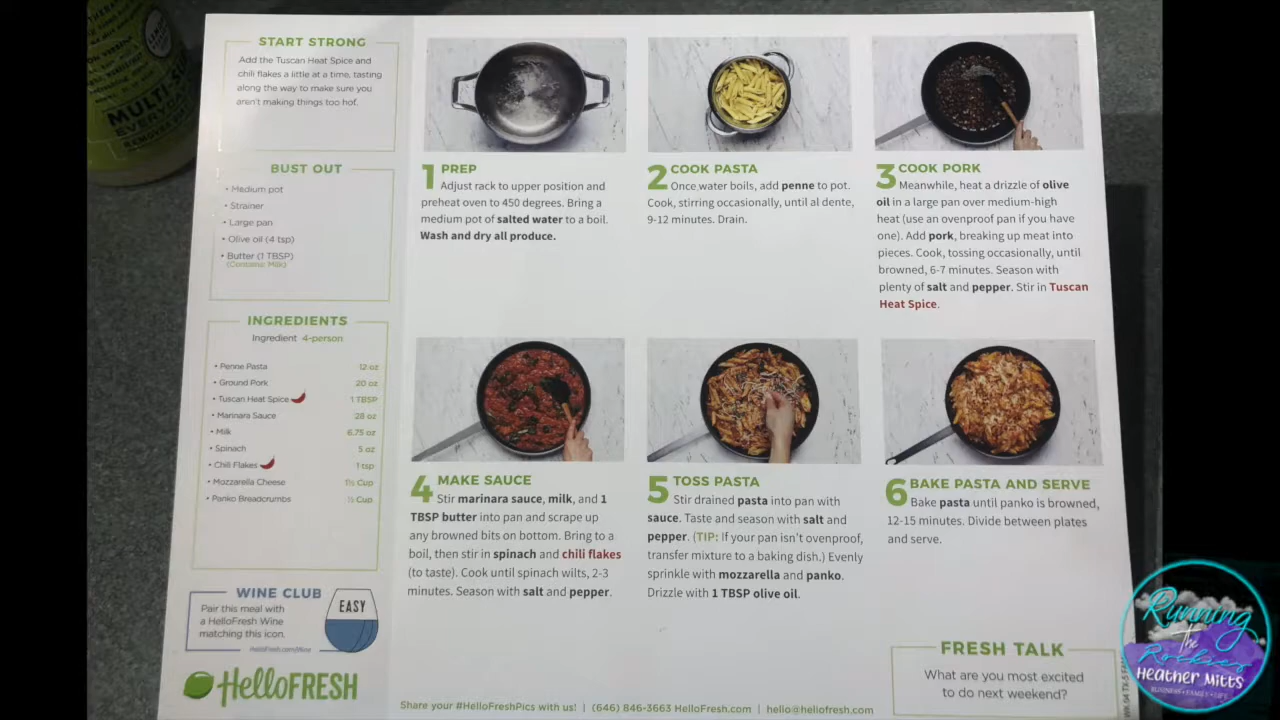 START STRONG
Add the Tuscan Heat Spice and
chili flakes a little at a time, tasting
along the way to make sure you
aren't making things too hot.
BUST OUT
• Medium pot
• Strainer
• Large pan
• Olive oil (4 tsp)
• Butter (1 TBSP)
(Contains: Milk)
INGREDIENTS
Ingredient 4-person
• Penne Pasta 12 oz
• Ground Pork 20 oz
• Tuscan Heat Spice 1 TBSP
• Marinara Sauce 28 oz
• Milk 6.75 oz
• Spinach 5 oz
• Chili Flakes 1 tsp
• Mozzarella Cheese 1½ Cup
• Panko Breadcrumbs ½ Cup
WINE CLUB
Pair this meal with
a HelloFresh Wine
matching this icon.
HelloFresh.com/Wine
EASY
HelloFRESH
1 PREP
Adjust rack to upper position and
preheat oven to 450 degrees. Bring a
medium pot of salted water to a boil.
Wash and dry all produce.
2 COOK PASTA
Once water boils, add penne to pot.
Cook, stirring occasionally, until al dente,
9-12 minutes. Drain.
3 COOK PORK
Meanwhile, heat a drizzle of olive
oil in a large pan over medium-high
heat (use an ovenproof pan if you have
one). Add pork, breaking up meat into
pieces. Cook, tossing occasionally, until
browned, 6-7 minutes. Season with
plenty of salt and pepper. Stir in Tuscan
Heat Spice.
4 MAKE SAUCE
Stir marinara sauce, milk, and 1
TBSP butter into pan and scrape up
any browned bits on bottom. Bring to a
boil, then stir in spinach and chili flakes
(to taste). Cook until spinach wilts, 2-3
minutes. Season with salt and pepper.
5 TOSS PASTA
Stir drained pasta into pan with
sauce. Taste and season with salt and
pepper. (TIP: If your pan isn't ovenproof,
transfer mixture to a baking dish.) Evenly
sprinkle with mozzarella and panko.
Drizzle with 1 TBSP olive oil.
6 BAKE PASTA AND SERVE
Bake pasta until panko is browned,
12-15 minutes. Divide between plates
and serve.
FRESH TALK
What are you most excited
to do next weekend?
Share your #HelloFreshPics with us! | (646) 846-3663 HelloFresh.com | hello@hellofresh.com
MULTI-SU
EVERYDAY
Running
The
Rockies
HEATHER MITTS